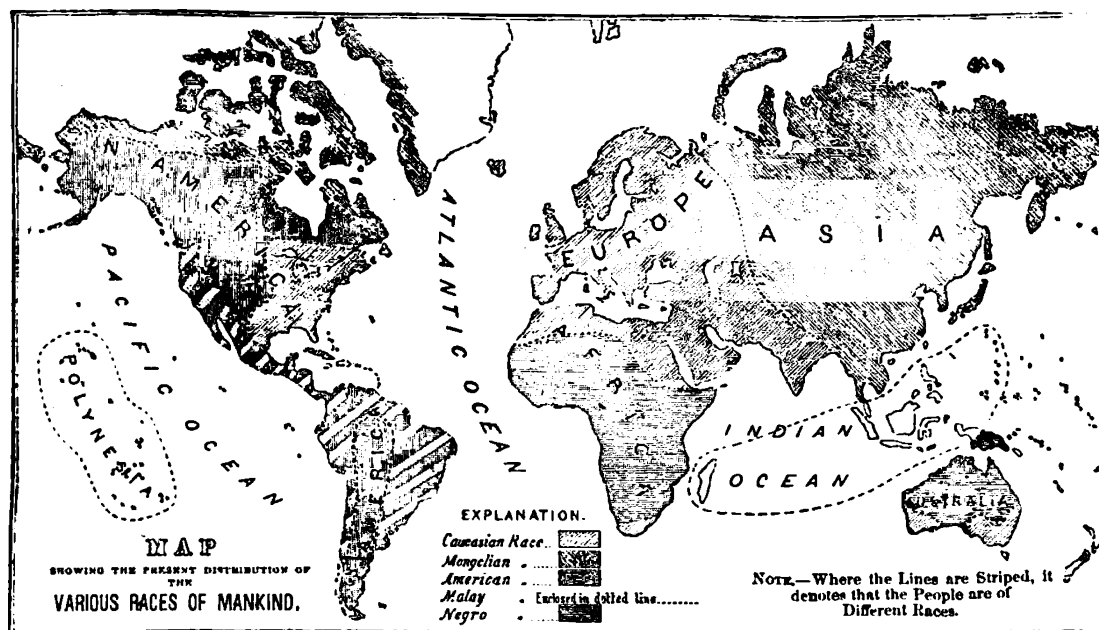 N. AMERICA
EUROPE
ASIA
AFRICA
ATLANTIC OCEAN
PACIFIC OCEAN
POLYNESIA
INDIAN
OCEAN
AUSTRALIA
MAP
SHOWING THE PRESENT DISTRIBUTION OF
THE
VARIOUS RACES OF MANKIND.
EXPLANATION.
Caucasian Race..
Mongolian " ......
American " ......
Malay " Enclosed in dotted line.......
Negro " ......
NOTE.—Where the Lines are Striped, it
denotes that the People are of
Different Races.